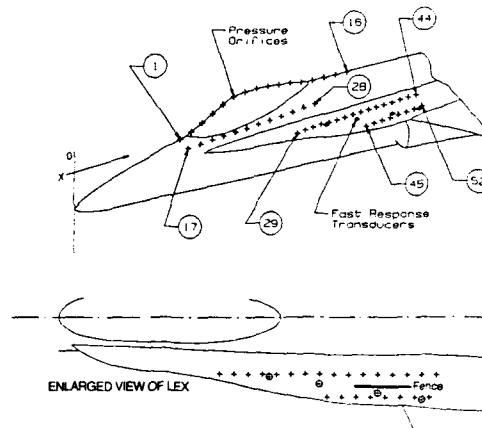 16
44
Pressure
Orifices
1
28
0
X
17
29
Fast Response
Transducers
45
52
ENLARGED VIEW OF LEX
Fence